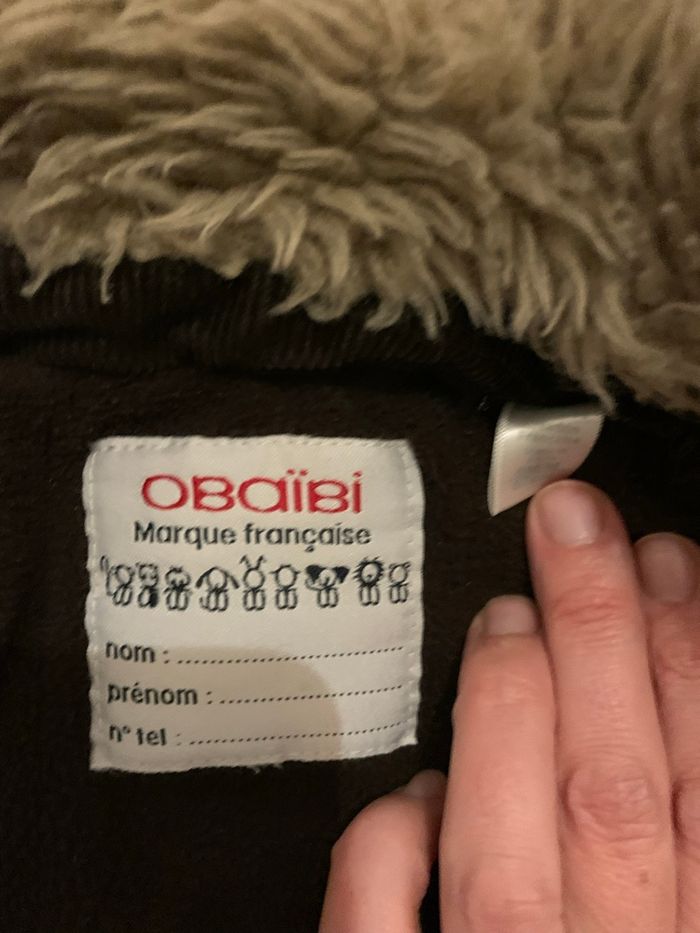 OBaïBi
Marque française
nom : ........................................
prénom : ................................
n° tel : ........................................